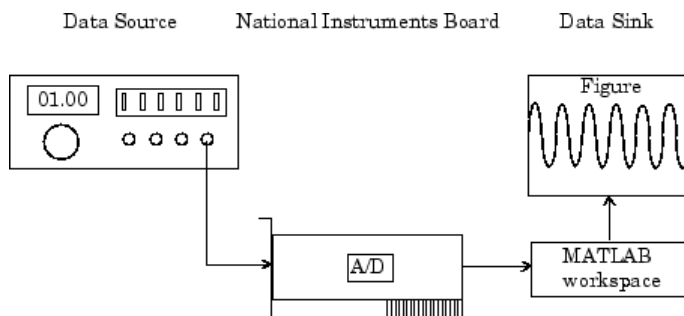 Data Source
National Instruments Board
Data Sink
01.00
Figure
A/D
MATLAB
workspace